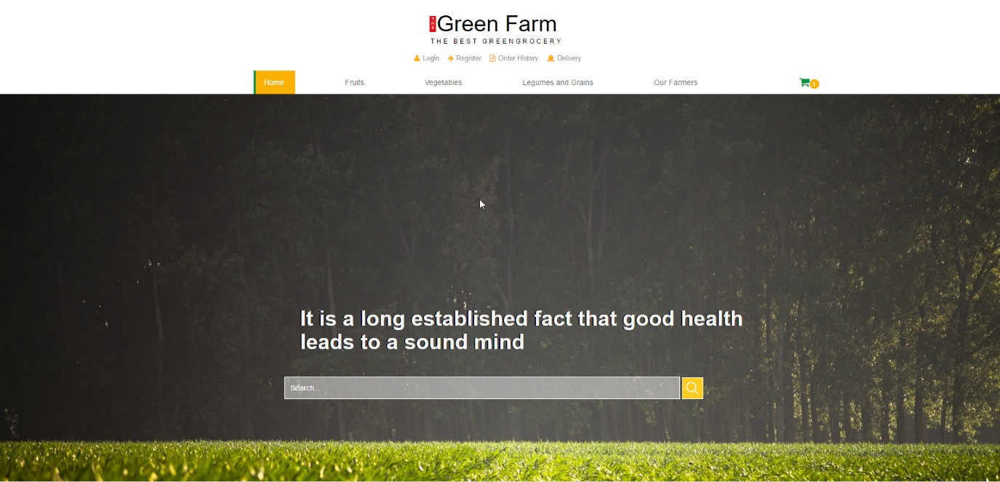 THE Green Farm
THE BEST GREENGROCERY
Login Register Order History Delivery
Home Fruits Vegetables Legumes and Grains Our Farmers
It is a long established fact that good health
leads to a sound mind
Search...